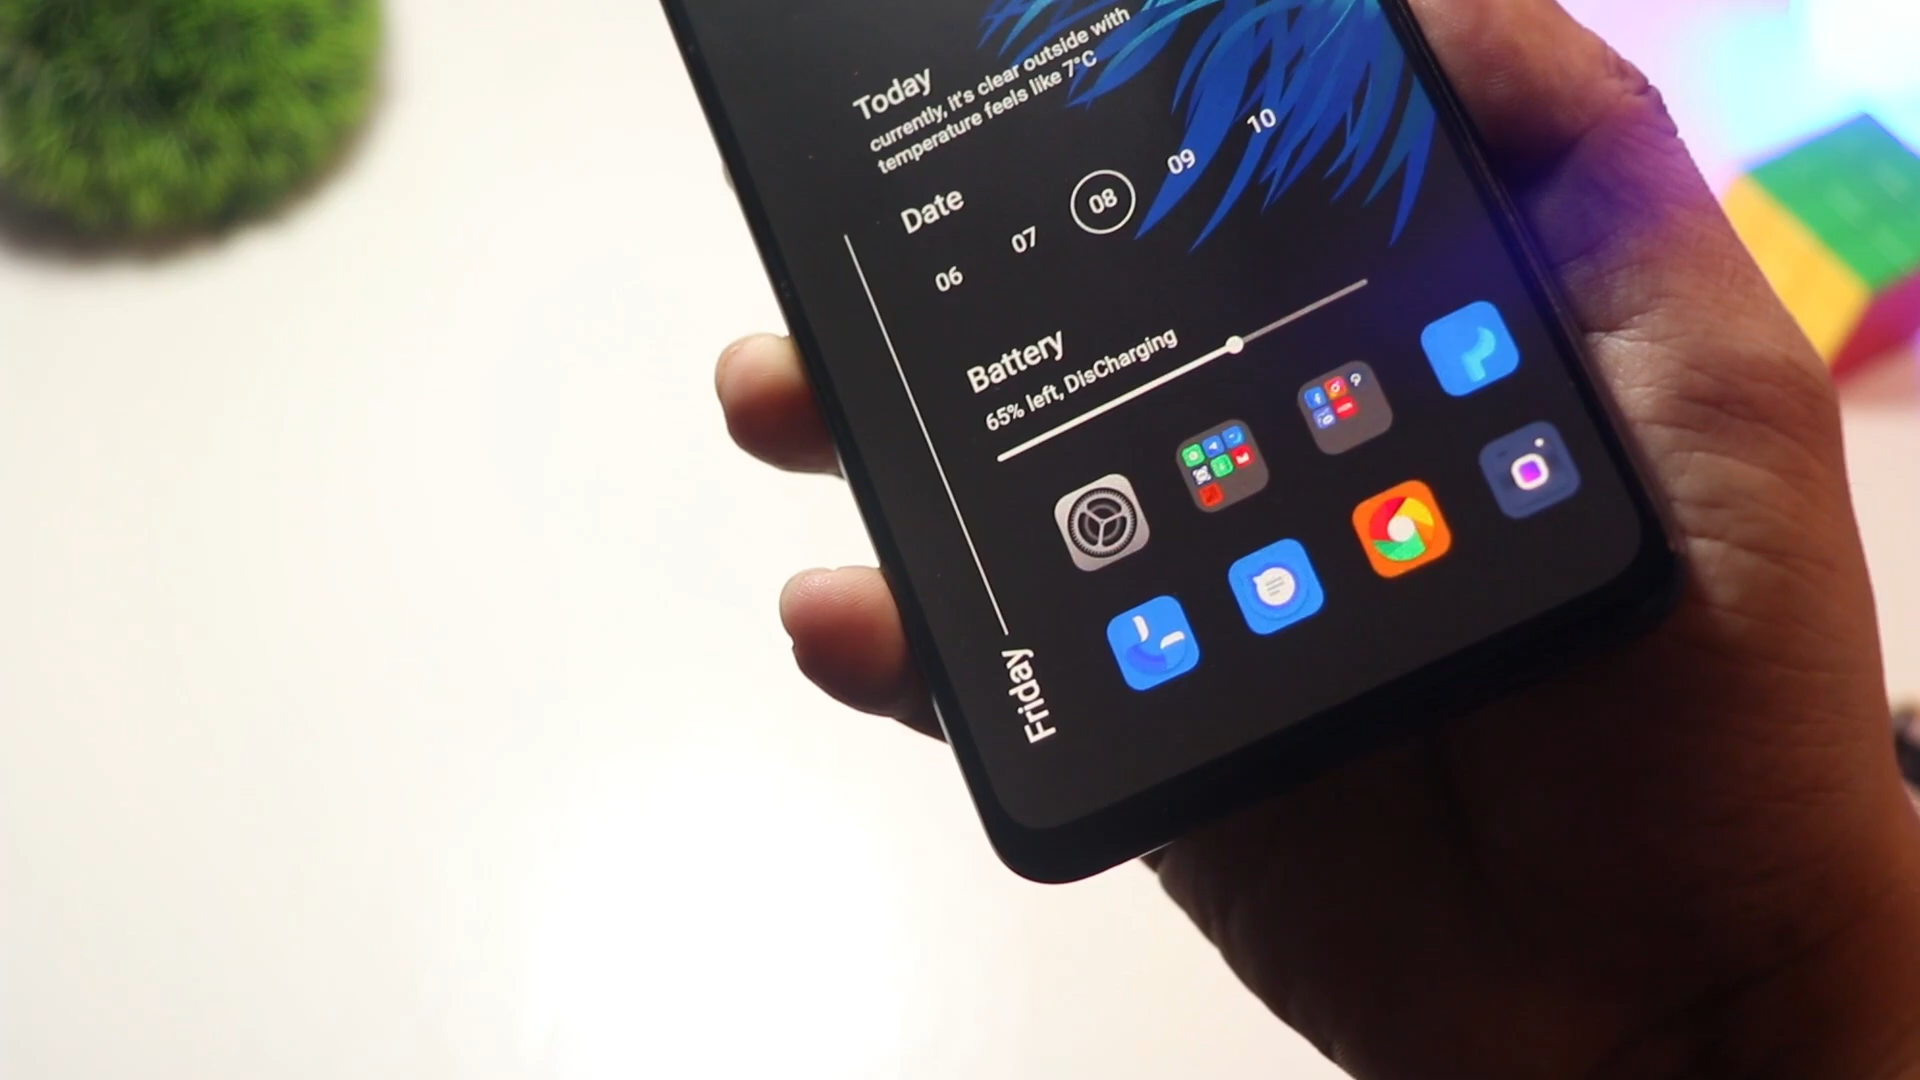 Today
currently, it's clear outside with
temperature feels like 7°C
Date
06 07 08 09 10
Battery
65% left, DisCharging
Friday